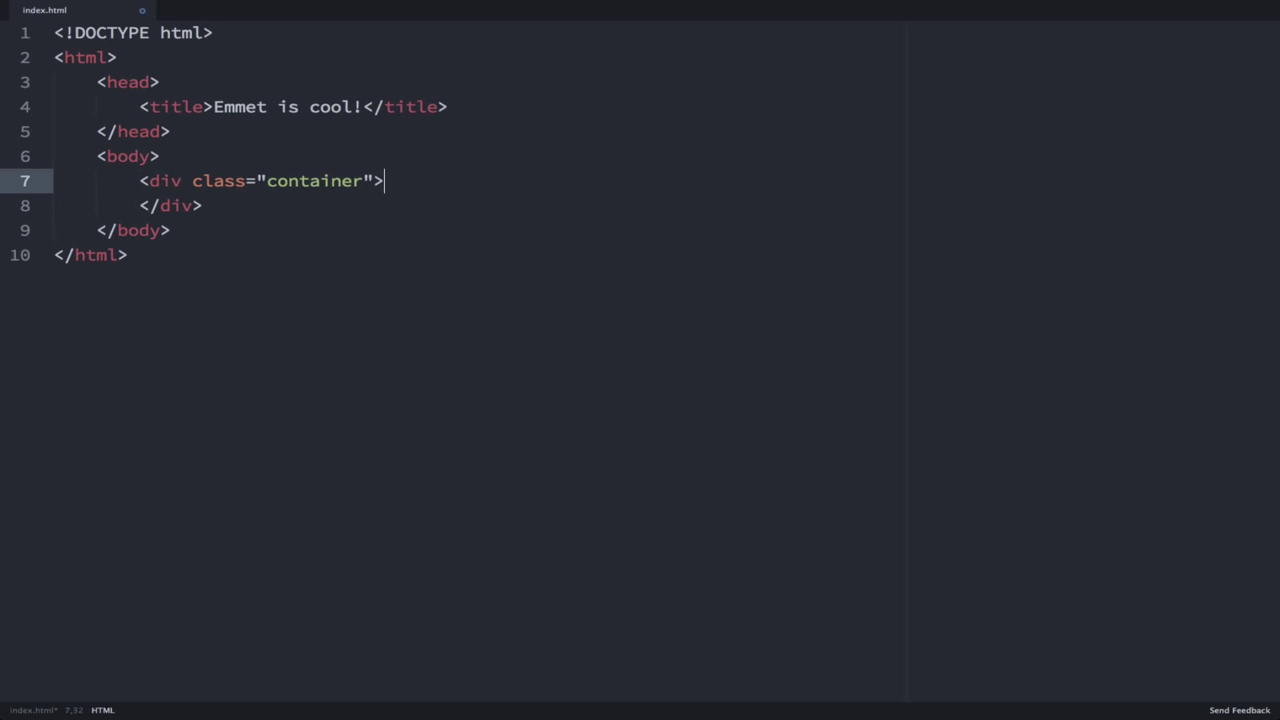 index.html
1 <!DOCTYPE html>
2 <html>
3     <head>
4         <title>Emmet is cool!</title>
5     </head>
6     <body>
7         <div class="container">
8         </div>
9     </body>
10 </html>
index.html* 7,32 HTML Send Feedback